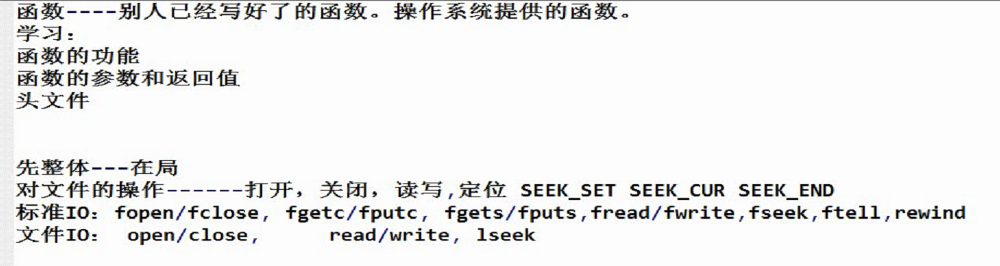 函数----别人已经写好了的函数。操作系统提供的函数。
学习：
函数的功能
函数的参数和返回值
头文件
先整体---在局
对文件的操作------打开，关闭，读写,定位 SEEK_SET SEEK_CUR SEEK_END
标准IO：fopen/fclose, fgetc/fputc, fgets/fputs,fread/fwrite,fseek,ftell,rewind
文件IO： open/close, read/write, lseek